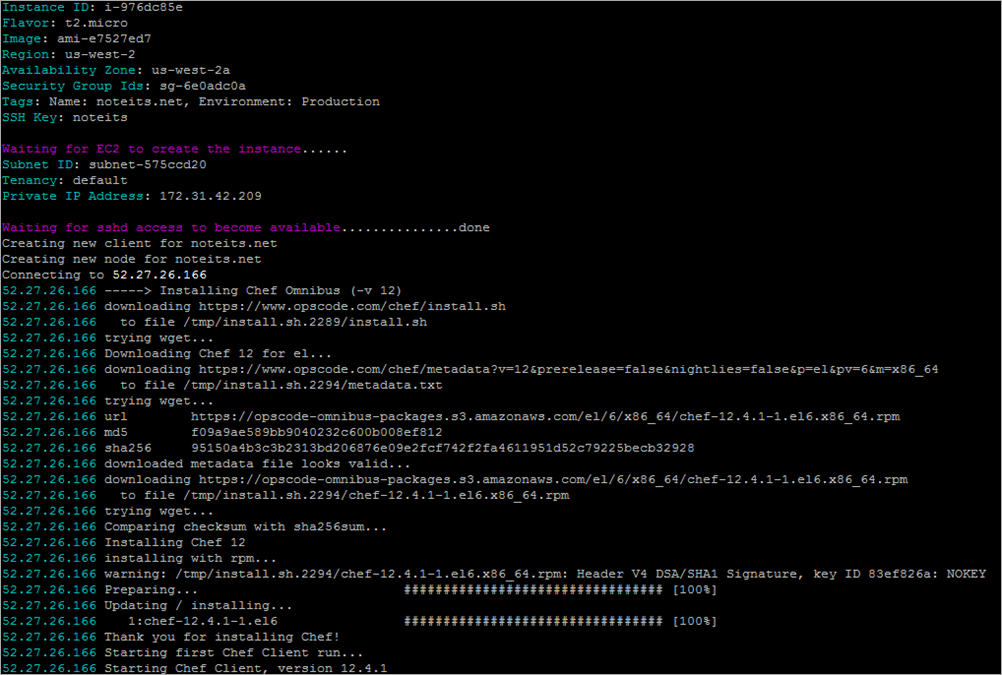 Instance ID: i-976dc85e
Flavor: t2.micro
Image: ami-e7527ed7
Region: us-west-2
Availability Zone: us-west-2a
Security Group Ids: sg-6e0adc0a
Tags: Name: noteits.net, Environment: Production
SSH Key: noteits
Waiting for EC2 to create the instance......
Subnet ID: subnet-575ccd20
Tenancy: default
Private IP Address: 172.31.42.209
Waiting for sshd access to become available...............done
Creating new client for noteits.net
Creating new node for noteits.net
Connecting to 52.27.26.166
52.27.26.166 -----> Installing Chef Omnibus (-v 12)
52.27.26.166 downloading https://www.opscode.com/chef/install.sh
52.27.26.166   to file /tmp/install.sh.2289/install.sh
52.27.26.166 trying wget...
52.27.26.166 Downloading Chef 12 for el...
52.27.26.166 downloading https://www.opscode.com/chef/metadata?v=12&prerelease=false&nightlies=false&p=el&pv=6&m=x86_64
52.27.26.166   to file /tmp/install.sh.2294/metadata.txt
52.27.26.166 trying wget...
52.27.26.166 url        https://opscode-omnibus-packages.s3.amazonaws.com/el/6/x86_64/chef-12.4.1-1.el6.x86_64.rpm
52.27.26.166 md5        f09a9ae589bb9040232c600b008ef812
52.27.26.166 sha256     95150a4b3c3b2313bd206876e09e2fcf742f2fa4611951d52c79225becb32928
52.27.26.166 downloaded metadata file looks valid...
52.27.26.166 downloading https://opscode-omnibus-packages.s3.amazonaws.com/el/6/x86_64/chef-12.4.1-1.el6.x86_64.rpm
52.27.26.166   to file /tmp/install.sh.2294/chef-12.4.1-1.el6.x86_64.rpm
52.27.26.166 trying wget...
52.27.26.166 Comparing checksum with sha256sum...
52.27.26.166 Installing Chef 12
52.27.26.166 installing with rpm...
52.27.26.166 warning: /tmp/install.sh.2294/chef-12.4.1-1.el6.x86_64.rpm: Header V4 DSA/SHA1 Signature, key ID 83ef826a: NOKEY
52.27.26.166 Preparing...                          ################################# [100%]
52.27.26.166 Updating / installing...
52.27.26.166    1:chef-12.4.1-1.el6                ################################# [100%]
52.27.26.166 Thank you for installing Chef!
52.27.26.166 Starting first Chef Client run...
52.27.26.166 Starting Chef Client, version 12.4.1